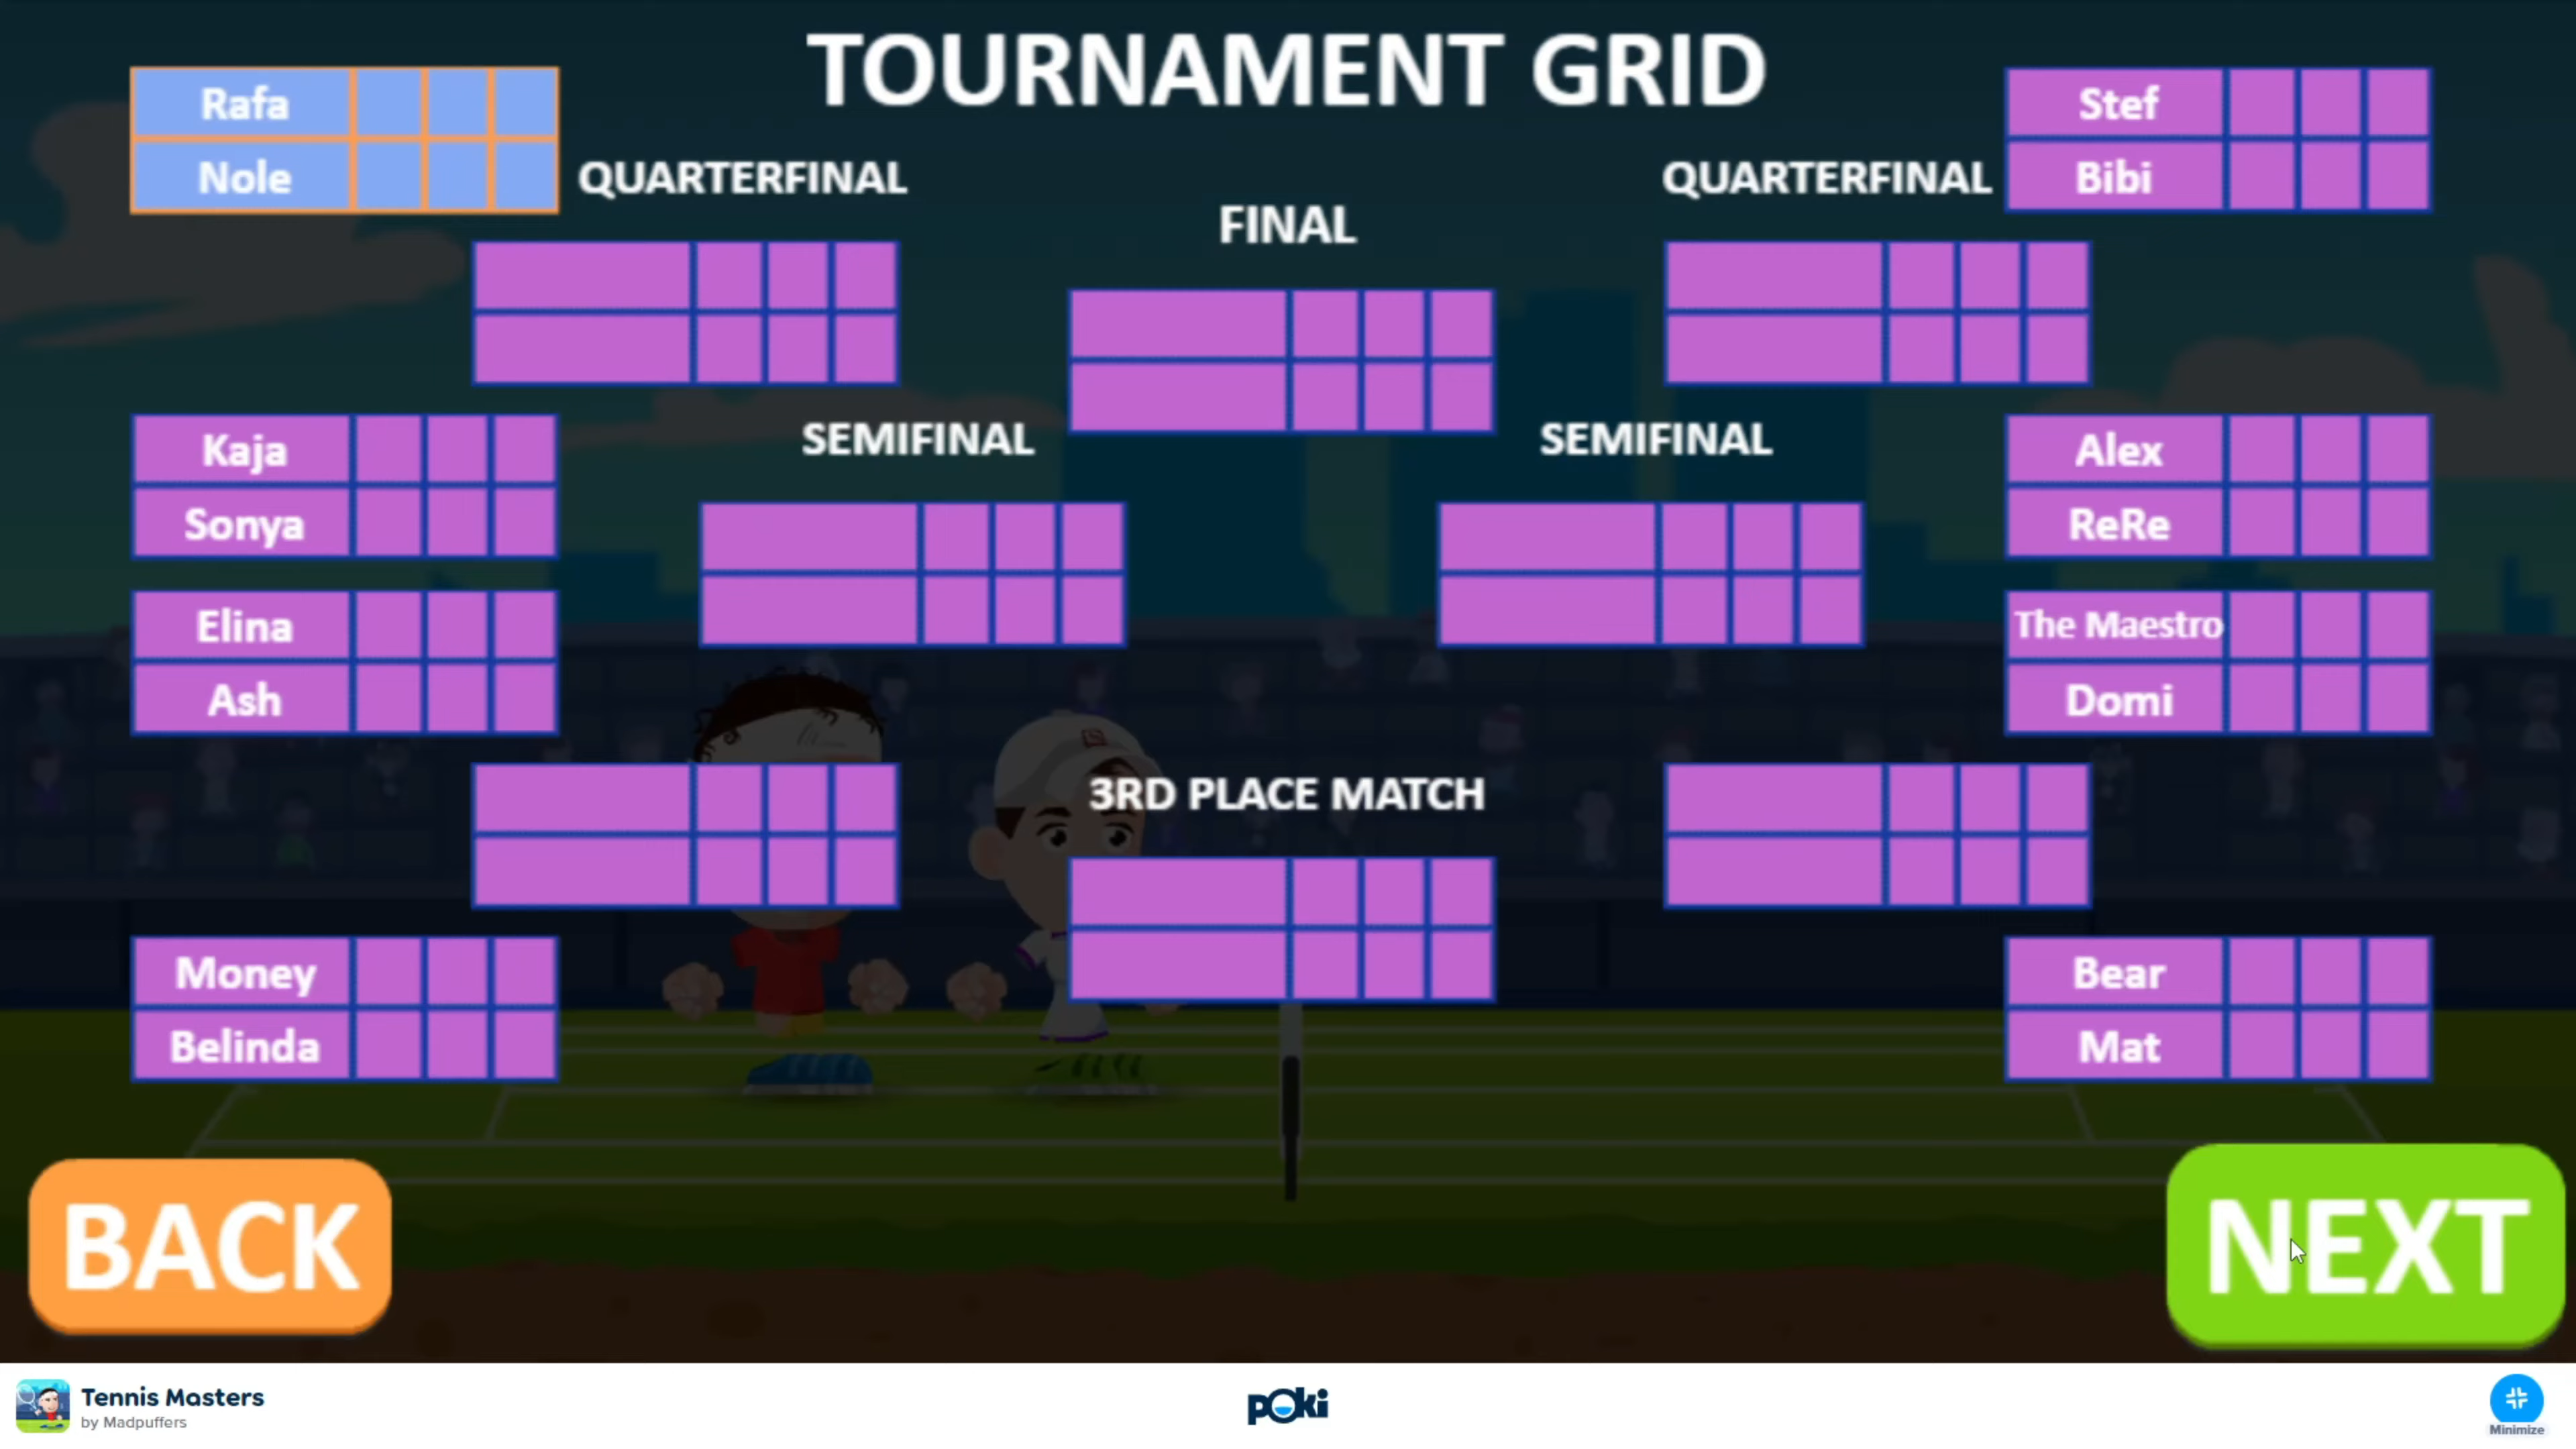 TOURNAMENT GRID
Rafa
Nole
QUARTERFINAL
QUARTERFINAL
Stef
Bibi
FINAL
Kaja
Sonya
SEMIFINAL
SEMIFINAL
Alex
ReRe
Elina
Ash
The Maestro
Domi
3RD PLACE MATCH
Money
Belinda
Bear
Mat
BACK
NEXT
Tennis Masters
by Madpuffers
poki
Minimize